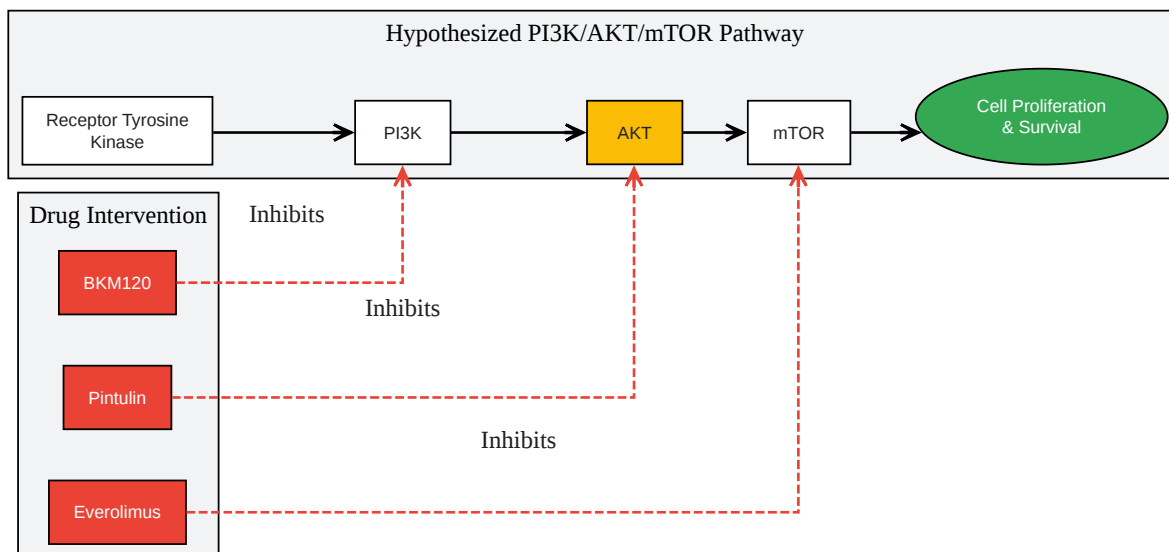 Hypothesized PI3K/AKT/mTOR Pathway
Receptor Tyrosine
Kinase
PI3K
AKT
mTOR
Cell Proliferation
& Survival
Drug Intervention
Inhibits
BKM120
Inhibits
Pintulin
Inhibits
Everolimus